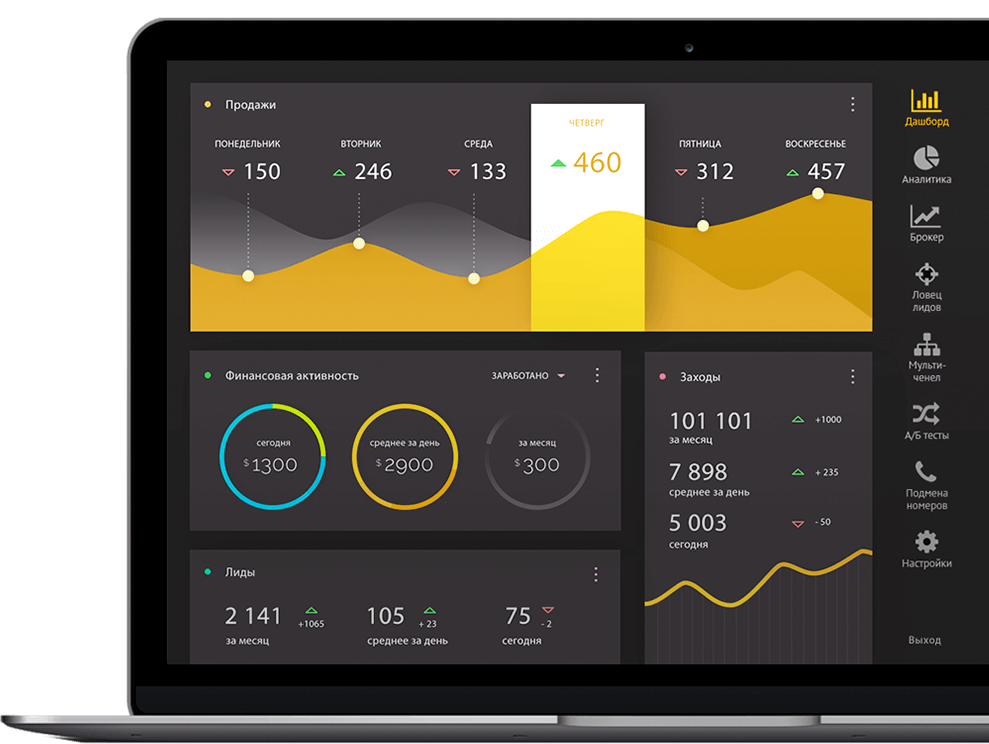 Продажи
ПОНЕДЕЛЬНИК
150
ВТОРНИК
246
СРЕДА
133
ЧЕТВЕРГ
460
ПЯТНИЦА
312
ВОСКРЕСЕНЬЕ
457
Финансовая активность
ЗАРАБОТАНО
сегодня
$1300
среднее за день
$2900
за месяц
$300
Заходы
101 101
+1000
за месяц
7 898
+ 235
среднее за день
5 003
- 50
сегодня
Лиды
2 141
+1065
за месяц
105
+ 23
среднее за день
75
- 2
сегодня
Дашборд
Аналитика
Брокер
Ловец
лидов
Мульти-
ченел
А/Б тесты
Подмена
номеров
Настройки
Выход